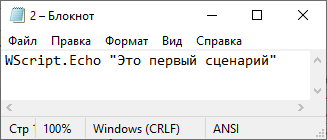 2 – Блокнот
Файл Правка Формат Вид Справка
WScript.Echo "Это первый сценарий"
Стр 100% Windows (CRLF) ANSI